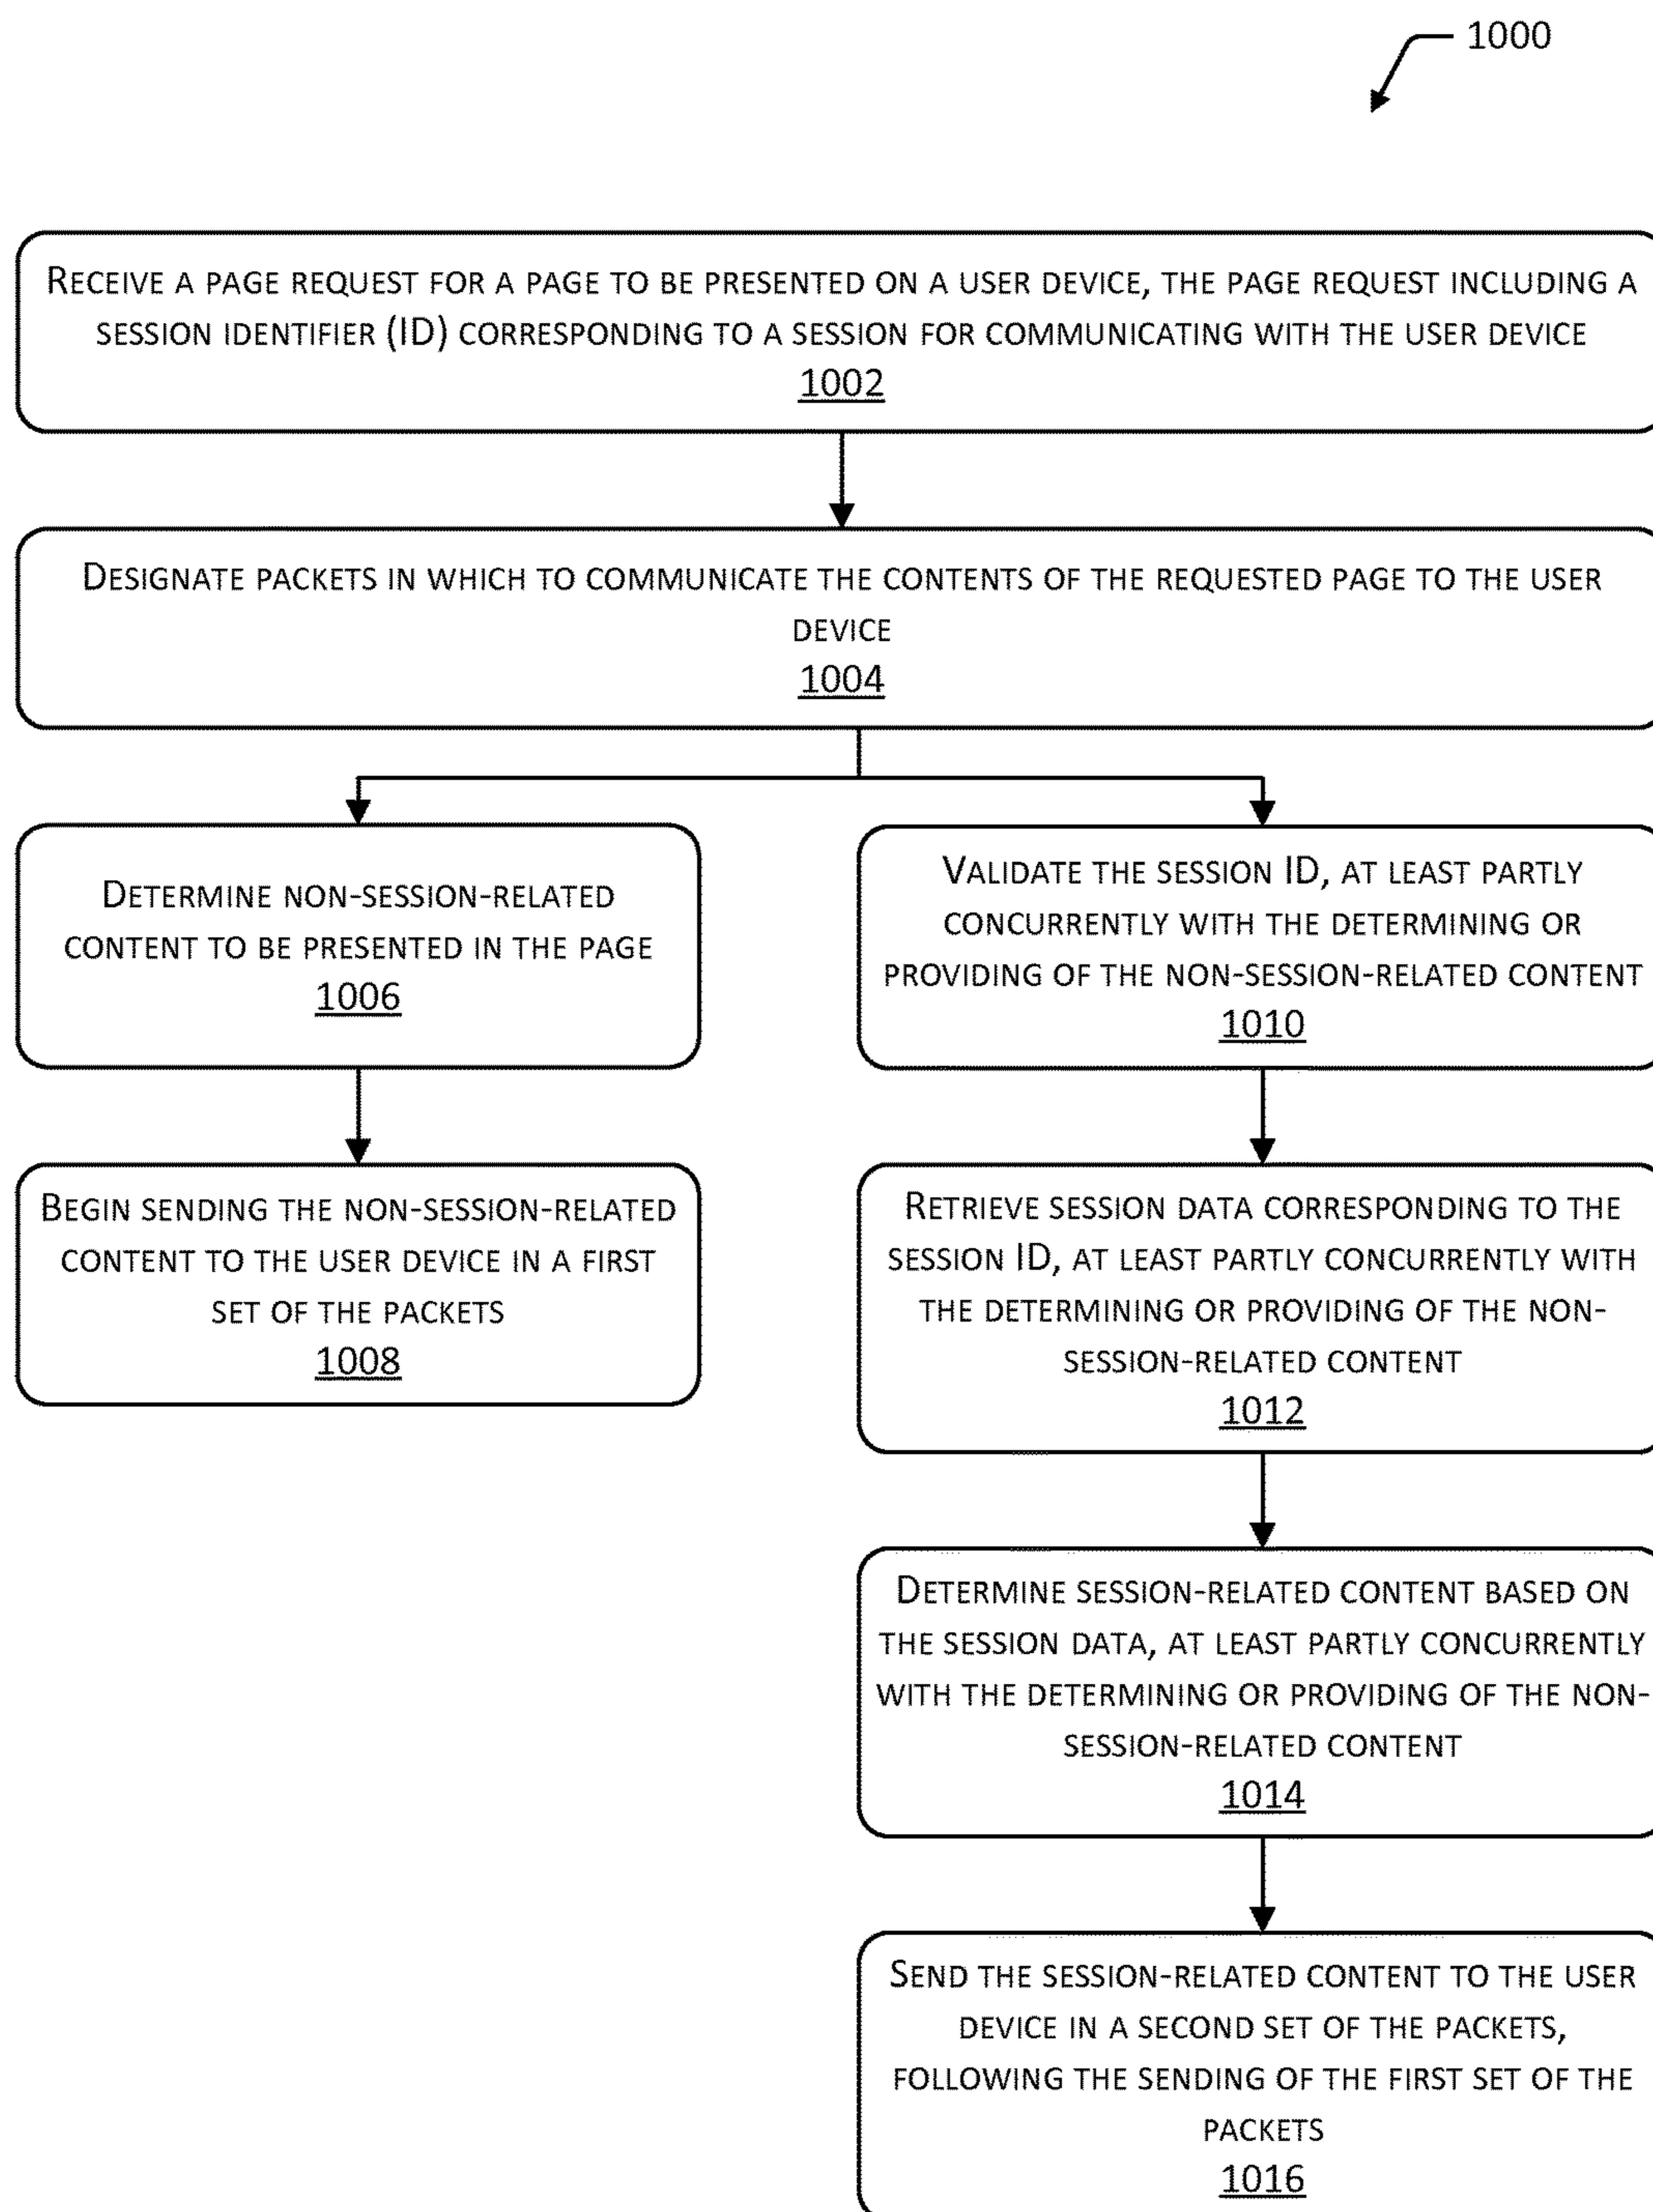 1000
RECEIVE A PAGE REQUEST FOR A PAGE TO BE PRESENTED ON A USER DEVICE, THE PAGE REQUEST INCLUDING A
SESSION IDENTIFIER (ID) CORRESPONDING TO A SESSION FOR COMMUNICATING WITH THE USER DEVICE
1002
DESIGNATE PACKETS IN WHICH TO COMMUNICATE THE CONTENTS OF THE REQUESTED PAGE TO THE USER
DEVICE
1004
DETERMINE NON-SESSION-RELATED
CONTENT TO BE PRESENTED IN THE PAGE
1006
BEGIN SENDING THE NON-SESSION-RELATED
CONTENT TO THE USER DEVICE IN A FIRST
SET OF THE PACKETS
1008
VALIDATE THE SESSION ID, AT LEAST PARTLY
CONCURRENTLY WITH THE DETERMINING OR
PROVIDING OF THE NON-SESSION-RELATED CONTENT
1010
RETRIEVE SESSION DATA CORRESPONDING TO THE
SESSION ID, AT LEAST PARTLY CONCURRENTLY WITH
THE DETERMINING OR PROVIDING OF THE NON-
SESSION-RELATED CONTENT
1012
DETERMINE SESSION-RELATED CONTENT BASED ON
THE SESSION DATA, AT LEAST PARTLY CONCURRENTLY
WITH THE DETERMINING OR PROVIDING OF THE NON-
SESSION-RELATED CONTENT
1014
SEND THE SESSION-RELATED CONTENT TO THE USER
DEVICE IN A SECOND SET OF THE PACKETS,
FOLLOWING THE SENDING OF THE FIRST SET OF THE
PACKETS
1016